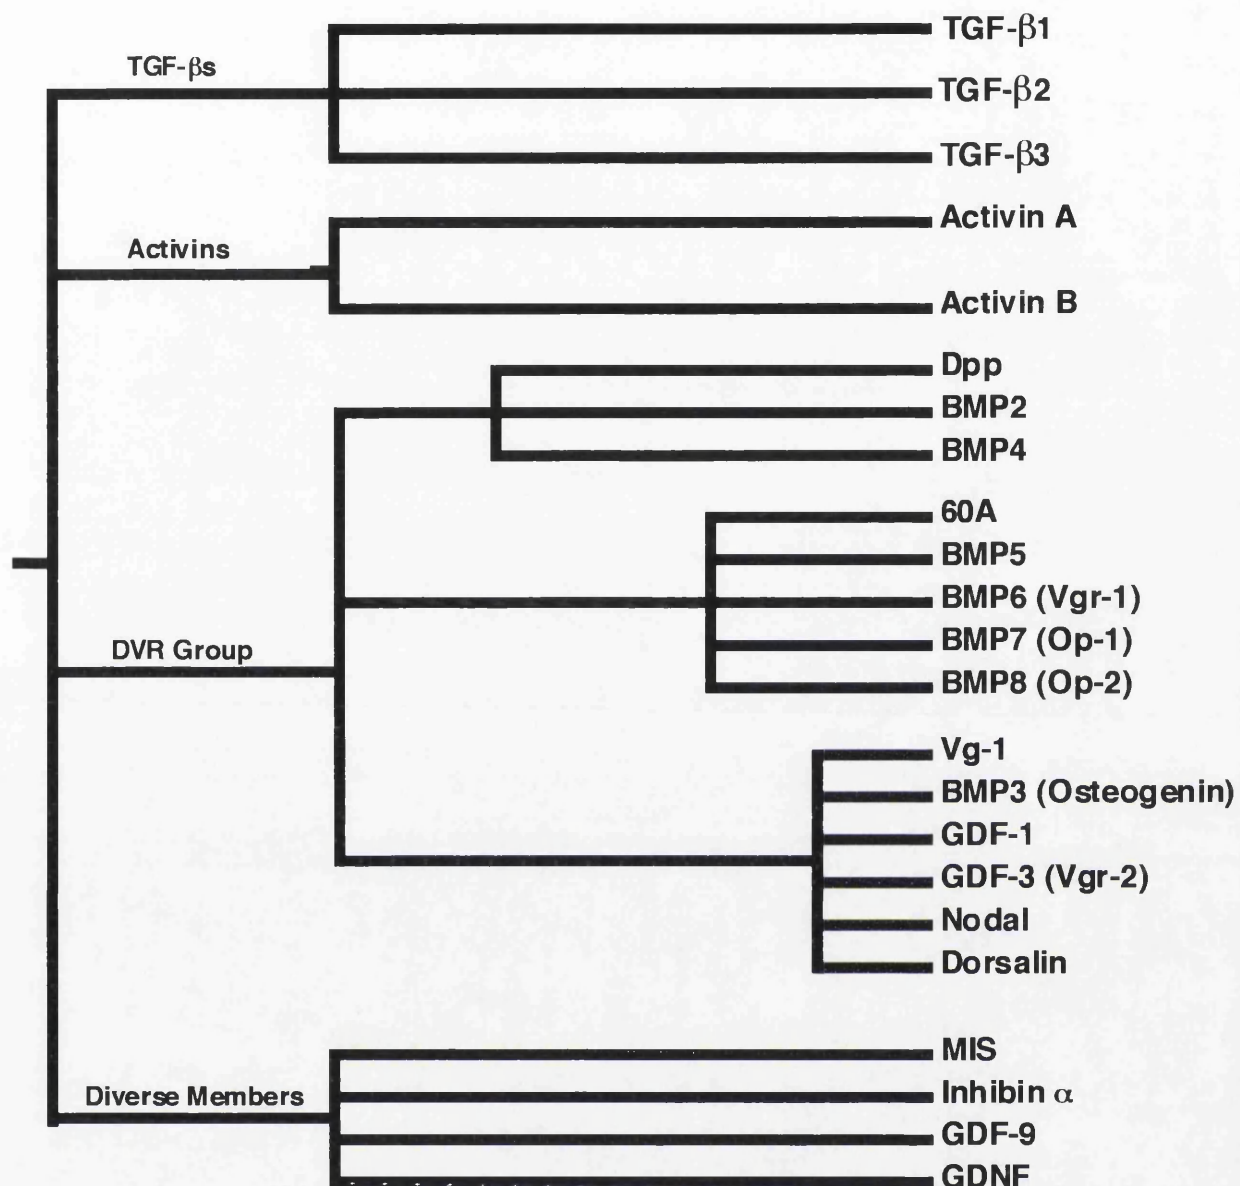 TGF-βs
TGF-β1
TGF-β2
TGF-β3
Activins
Activin A
Activin B
DVR Group
Dpp
BMP2
BMP4
60A
BMP5
BMP6 (Vgr-1)
BMP7 (Op-1)
BMP8 (Op-2)
Vg-1
BMP3 (Osteogenin)
GDF-1
GDF-3 (Vgr-2)
Nodal
Dorsalin
Diverse Members
MIS
Inhibin α
GDF-9
GDNF